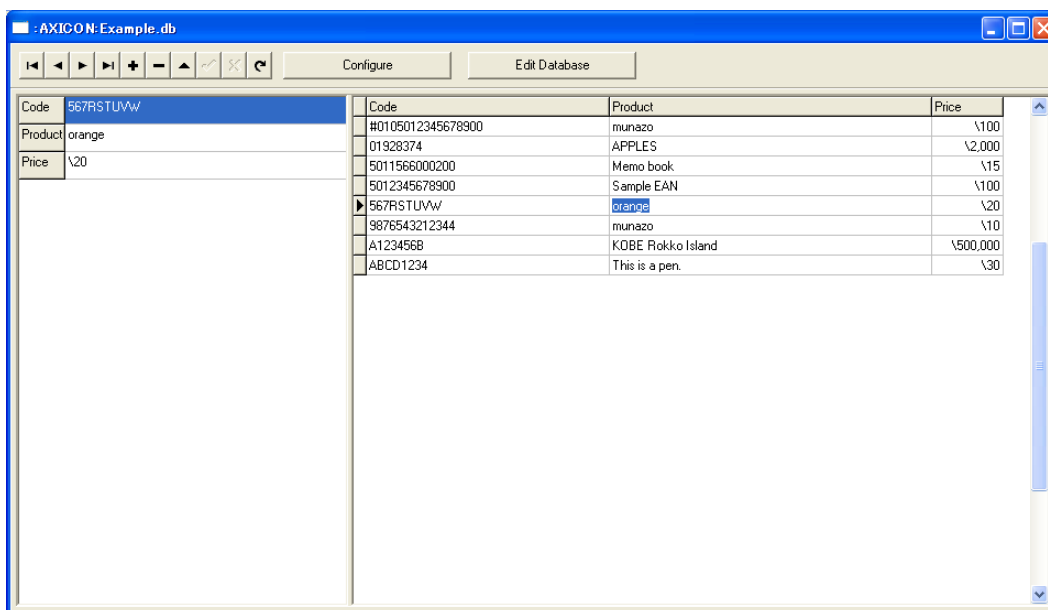 :AXICON:Example.db
Configure Edit Database
Code 567RSTUVW
Product orange
Price \20
Code Product Price
#0105012345678900 munazo \100
01928374 APPLES \2,000
5011566000200 Memo book \15
5012345678900 Sample EAN \100
567RSTUVW orange \20
9876543212344 munazo \10
A123456B KOBE Rokko Island \500,000
ABCD1234 This is a pen. \30